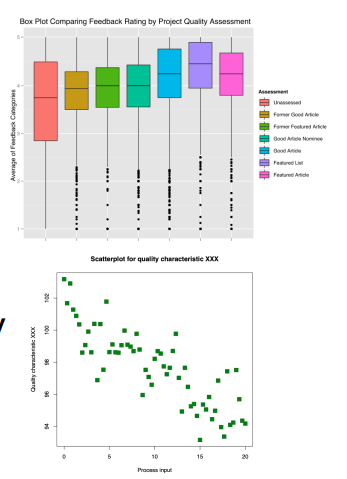 Box Plot Comparing Feedback Rating by Project Quality Assessment
Average of Feedback Categories
5
4
3
2
1
Assessment
Unassessed
Former Good Article
Former Featured Article
Good Article Nominee
Good Article
Featured List
Featured Article
Scatterplot for quality characteristic XXX
Quality characteristic XXX
102
100
98
96
94
0 5 10 15 20
Process input